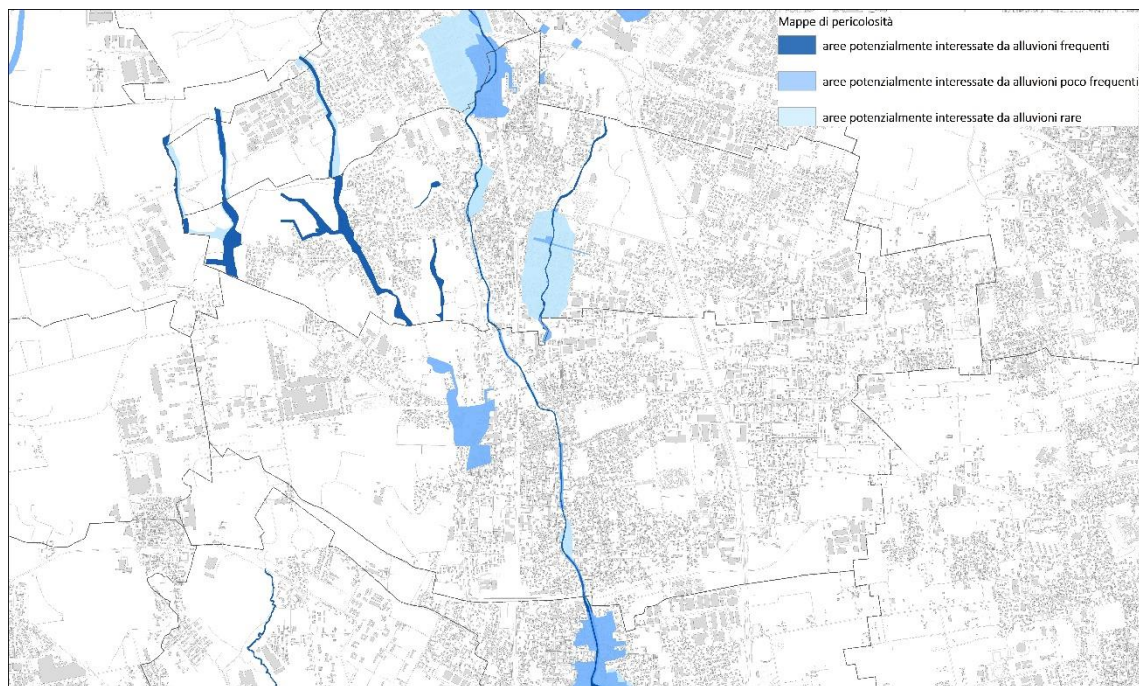 Mappe di pericolosità
aree potenzialmente interessate da alluvioni frequenti
aree potenzialmente interessate da alluvioni poco frequenti
aree potenzialmente interessate da alluvioni rare